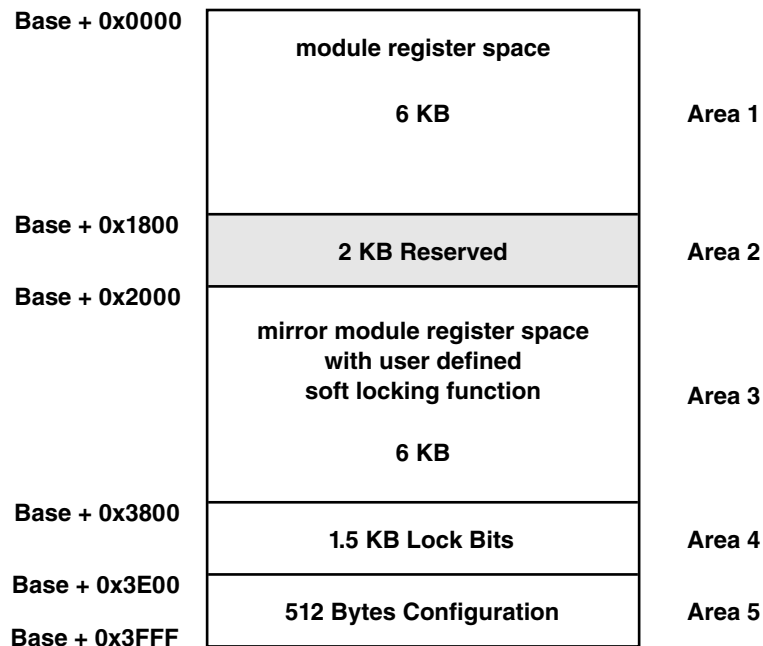 Base + 0x0000
module register space
6 KB
Area 1
Base + 0x1800
2 KB Reserved
Area 2
Base + 0x2000
mirror module register space
with user defined
soft locking function
6 KB
Area 3
Base + 0x3800
1.5 KB Lock Bits
Area 4
Base + 0x3E00
512 Bytes Configuration
Area 5
Base + 0x3FFF